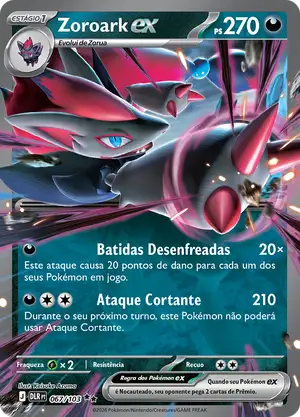 ESTÁGIO 1
Zoroark ex
PS 270
Evolui de Zorua
Batidas Desenfreadas 20×
Este ataque causa 20 pontos de dano para cada um dos
seus Pokémon em jogo.
Ataque Cortante 210
Durante o seu próximo turno, este Pokémon não poderá
usar Ataque Cortante.
Fraqueza × 2 Resistência Recuo
Regra dos Pokémon ex
Quando seu Pokémon ex é
Nocauteado, seu oponente pega 2 cartas de Prêmio.
Ilust. Keisuke Azumo
J DLR PT 067/103
©2026 Pokémon/Nintendo/Creatures/GAME FREAK